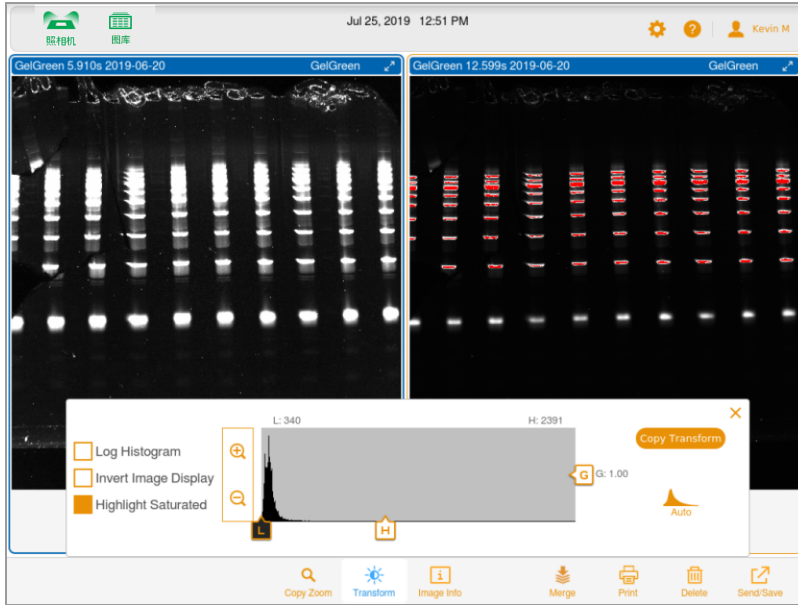 Jul 25, 2019 12:51 PM
照相机
图库
Kevin M
GelGreen 5.910s 2019-06-20
GelGreen
GelGreen 12.599s 2019-06-20
GelGreen
L: 340
H: 2391
Log Histogram
Invert Image Display
Highlight Saturated
L
H
G
G: 1.00
Copy Transform
Auto
Copy Zoom
Transform
Image Info
Merge
Print
Delete
Send/Save